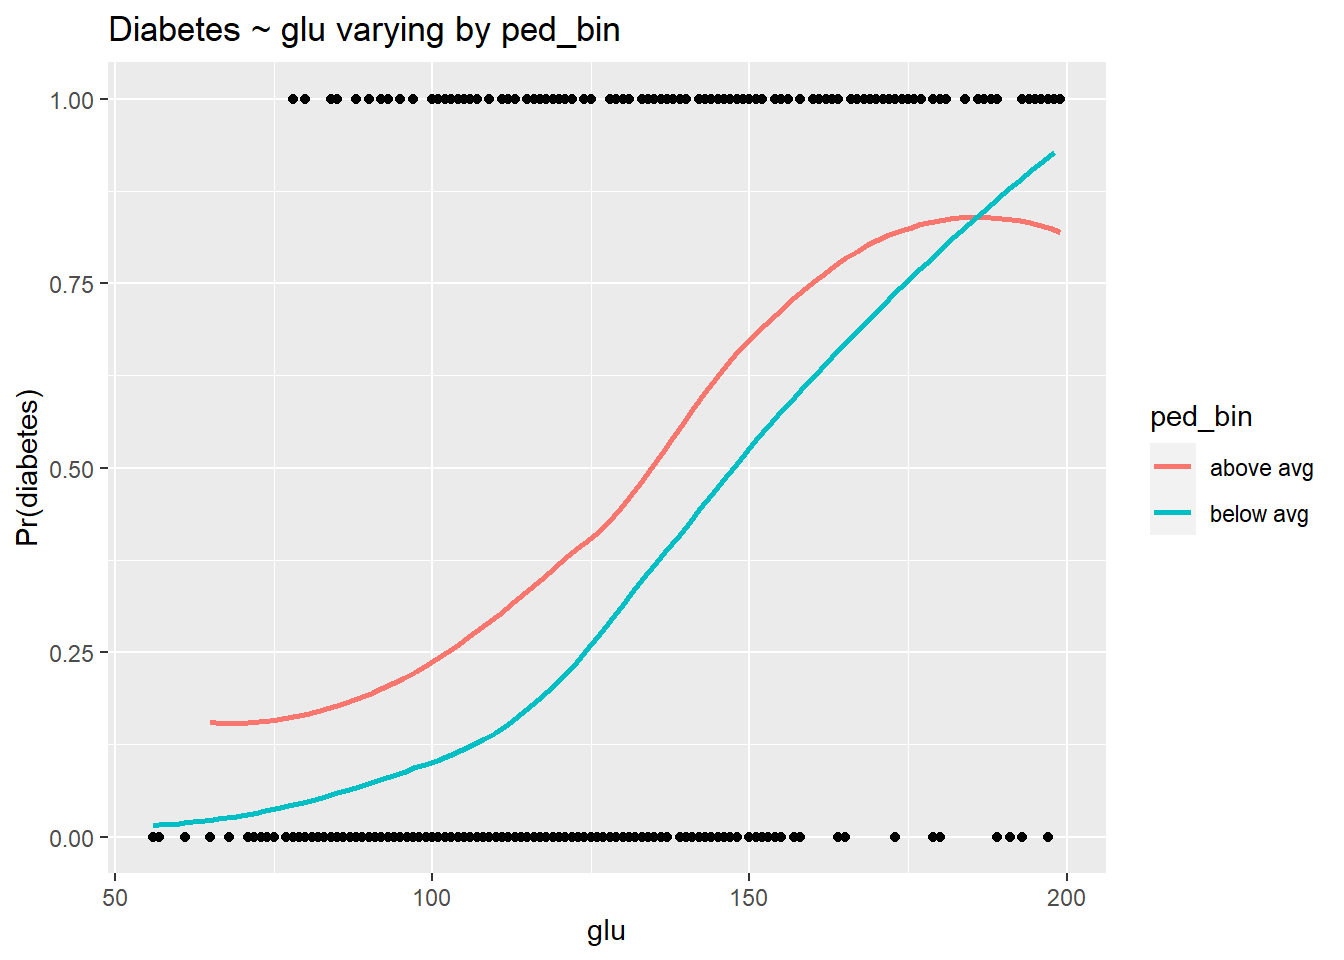 Diabetes ~ glu varying by ped_bin
1.00
0.75
0.50
0.25
0.00
Pr(diabetes)
50 100 150 200
glu
ped_bin
above avg
below avg